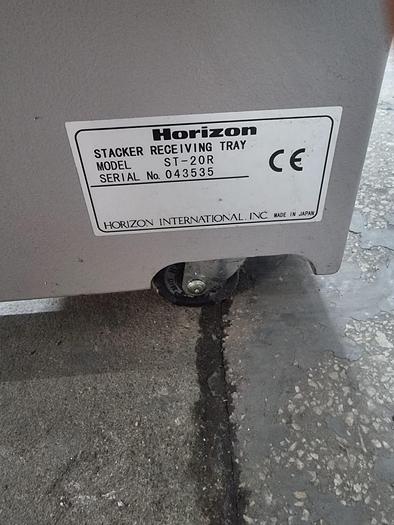 Horizon
STACKER RECEIVING TRAY
MODEL ST-20R
SERIAL No. 043535
CE
HORIZON INTERNATIONAL, INC. MADE IN JAPAN